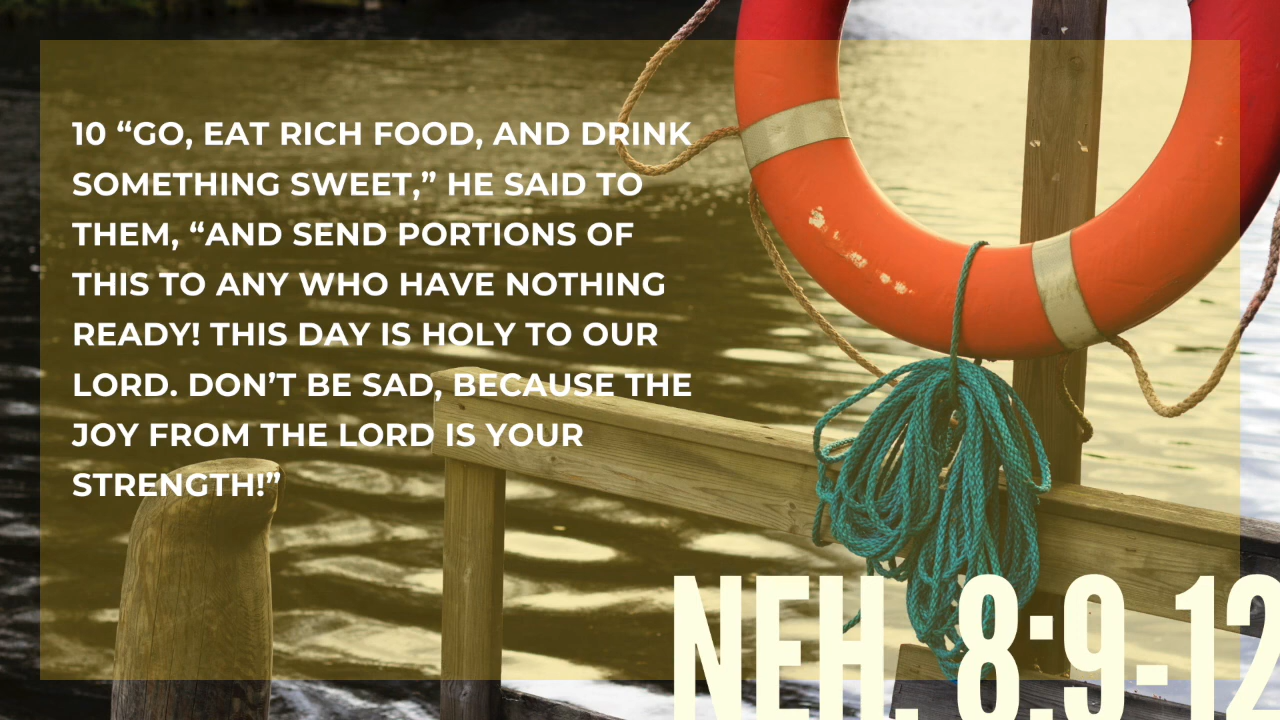 10 “GO, EAT RICH FOOD, AND DRINK
SOMETHING SWEET,” HE SAID TO
THEM, “AND SEND PORTIONS OF
THIS TO ANY WHO HAVE NOTHING
READY! THIS DAY IS HOLY TO OUR
LORD. DON’T BE SAD, BECAUSE THE
JOY FROM THE LORD IS YOUR
STRENGTH!”
NEH. 8:9-12